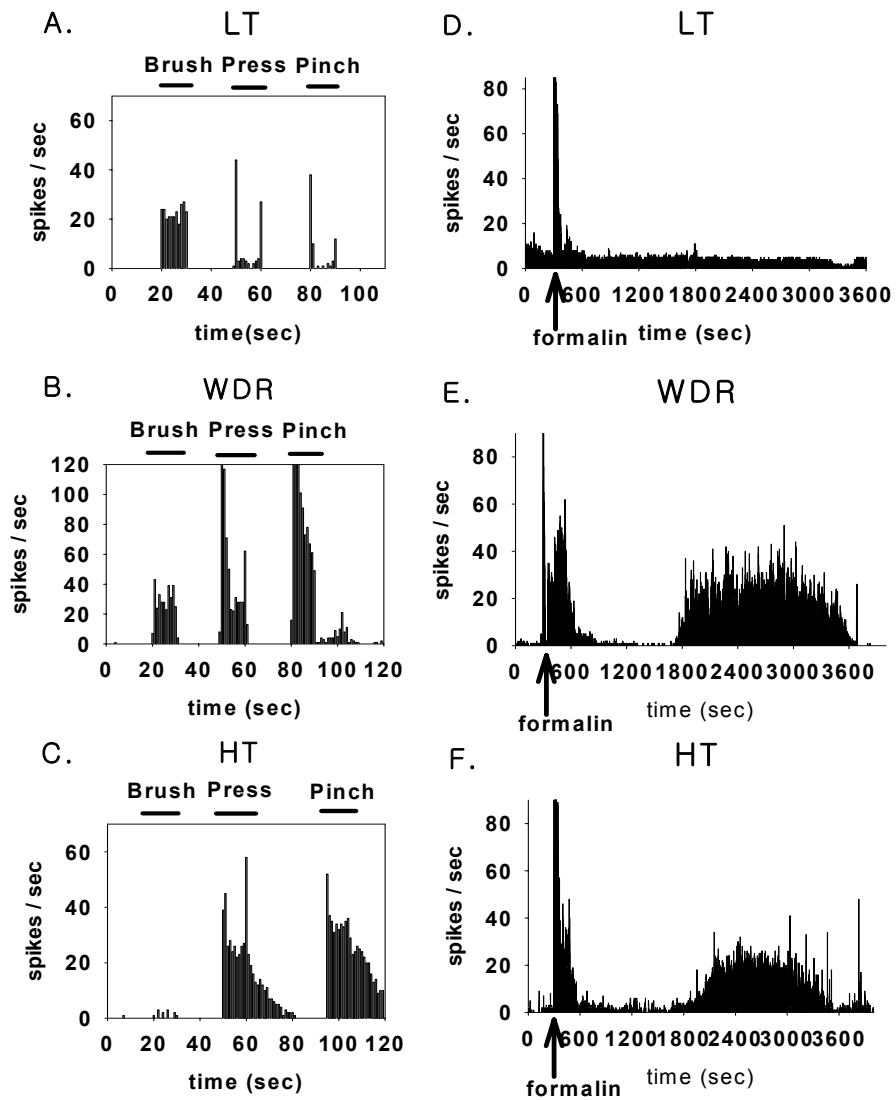 A. LT
Brush Press Pinch
60
40
20
0
spikes / sec
0 20 40 60 80 100
time(sec)
D. LT
80
60
40
20
0
spikes / sec
0 600 1200 1800 2400 3000 3600
formalin time (sec)
B. WDR
Brush Press Pinch
120
100
80
60
40
20
0
spikes / sec
0 20 40 60 80 100 120
time (sec)
E. WDR
80
60
40
20
0
spikes / sec
0 600 1200 1800 2400 3000 3600
formalin time (sec)
C. HT
Brush Press Pinch
60
40
20
0
spikes / sec
0 20 40 60 80 100 120
time (sec)
F. HT
80
60
40
20
0
spikes / sec
0 600 1200 1800 2400 3000 3600
formalin time (sec)